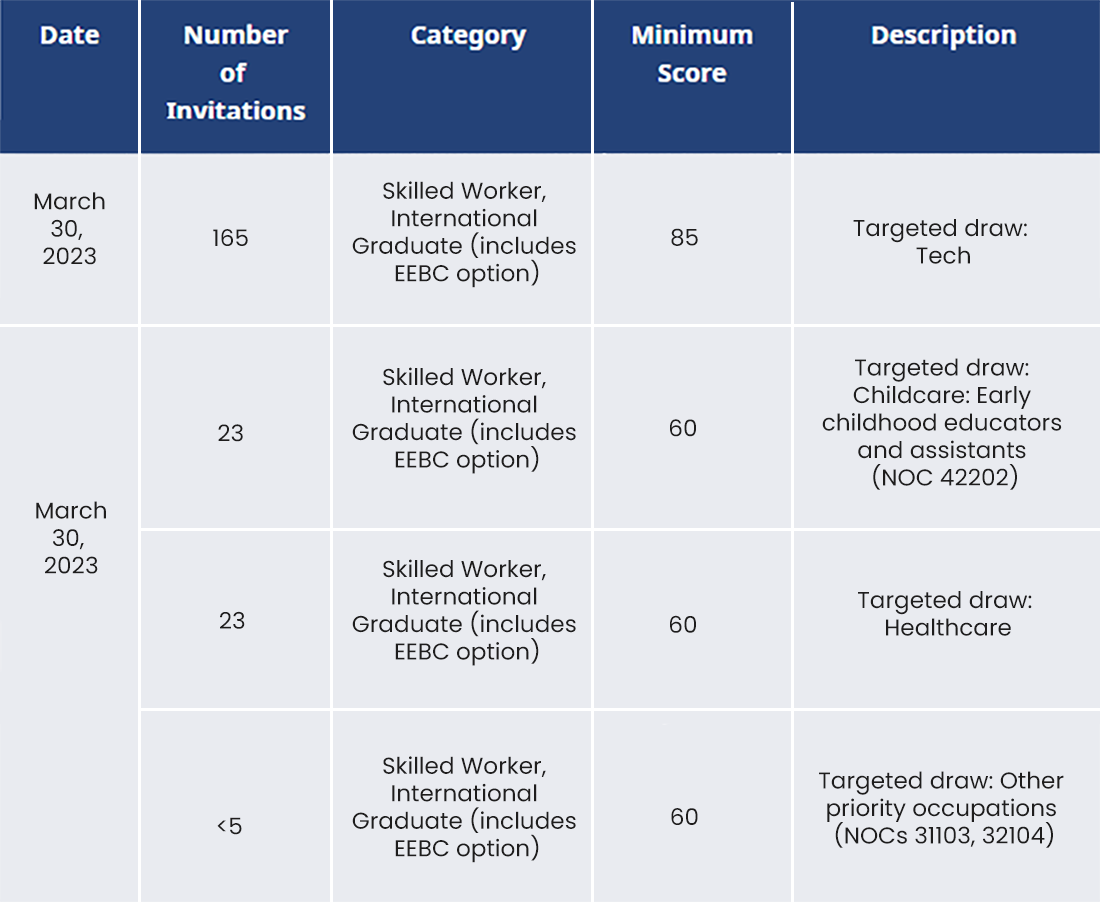 Date
Number
of
Invitations
Category
Minimum
Score
Description
March
30,
2023
165
Skilled Worker,
International
Graduate (includes
EEBC option)
85
Targeted draw:
Tech
March
30,
2023
23
Skilled Worker,
International
Graduate (includes
EEBC option)
60
Targeted draw:
Childcare: Early
childhood educators
and assistants
(NOC 42202)
23
Skilled Worker,
International
Graduate (includes
EEBC option)
60
Targeted draw:
Healthcare
<5
Skilled Worker,
International
Graduate (includes
EEBC option)
60
Targeted draw: Other
priority occupations
(NOCs 31103, 32104)